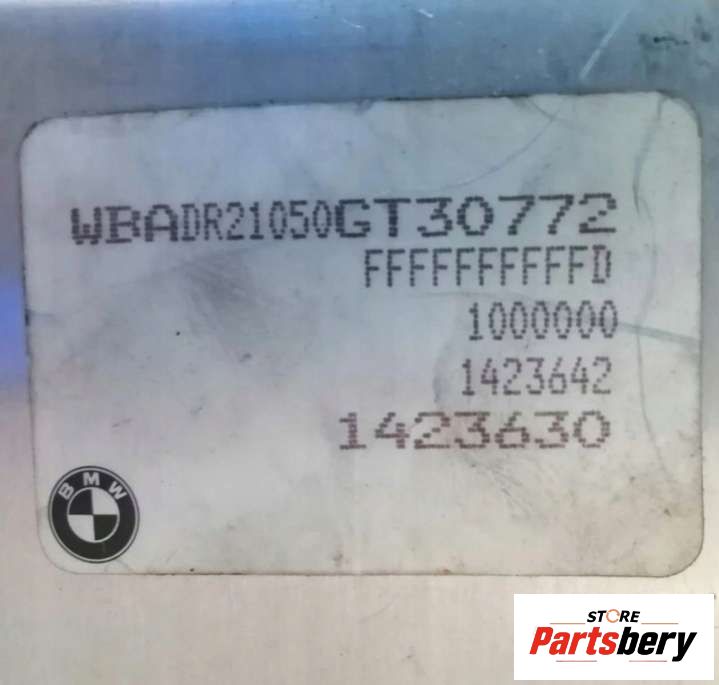 WBADR21050GT30772
FFFFFFFFFFD
1000000
1423642
1423630
BMW
STORE
Partsbery